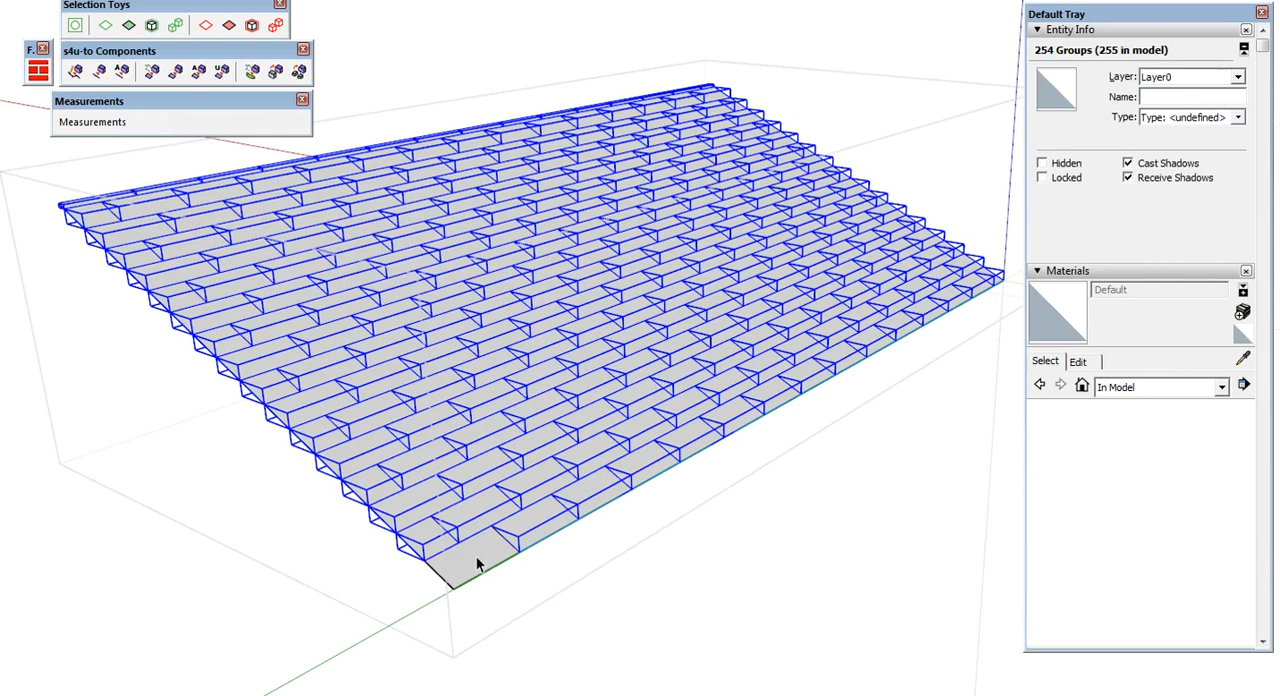 Selection Toys
F.
s4u-to Components
Measurements
Measurements
Default Tray
Entity Info
254 Groups (255 in model)
Layer: Layer0
Name:
Type: Type: <undefined>
Hidden Cast Shadows
Locked Receive Shadows
Materials
Default
Select Edit
In Model